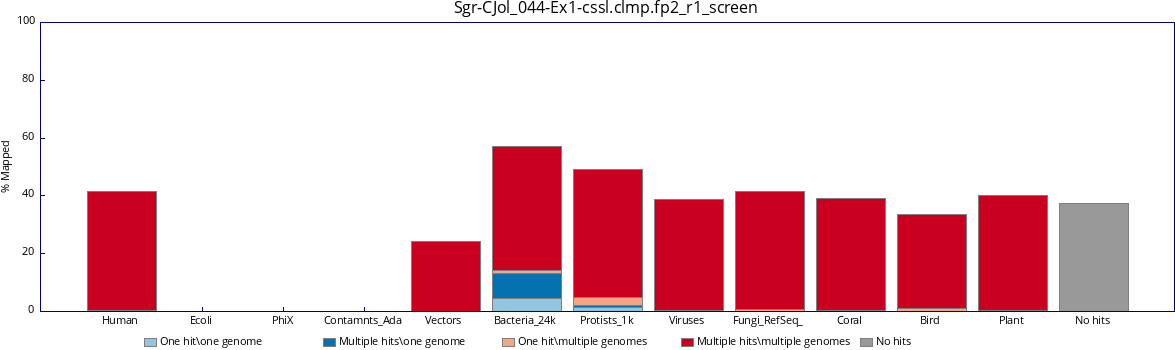 Sgr-CJol_044-Ex1-cssl.clmp.fp2_r1_screen
100
80
60
40
20
0
% Mapped
Human Ecoli PhiX Contamnts_Ada Vectors Bacteria_24k Protists_1k Viruses Fungi_RefSeq_ Coral Bird Plant No hits
One hit\one genome Multiple hits\one genome One hit\multiple genomes Multiple hits\multiple genomes No hits